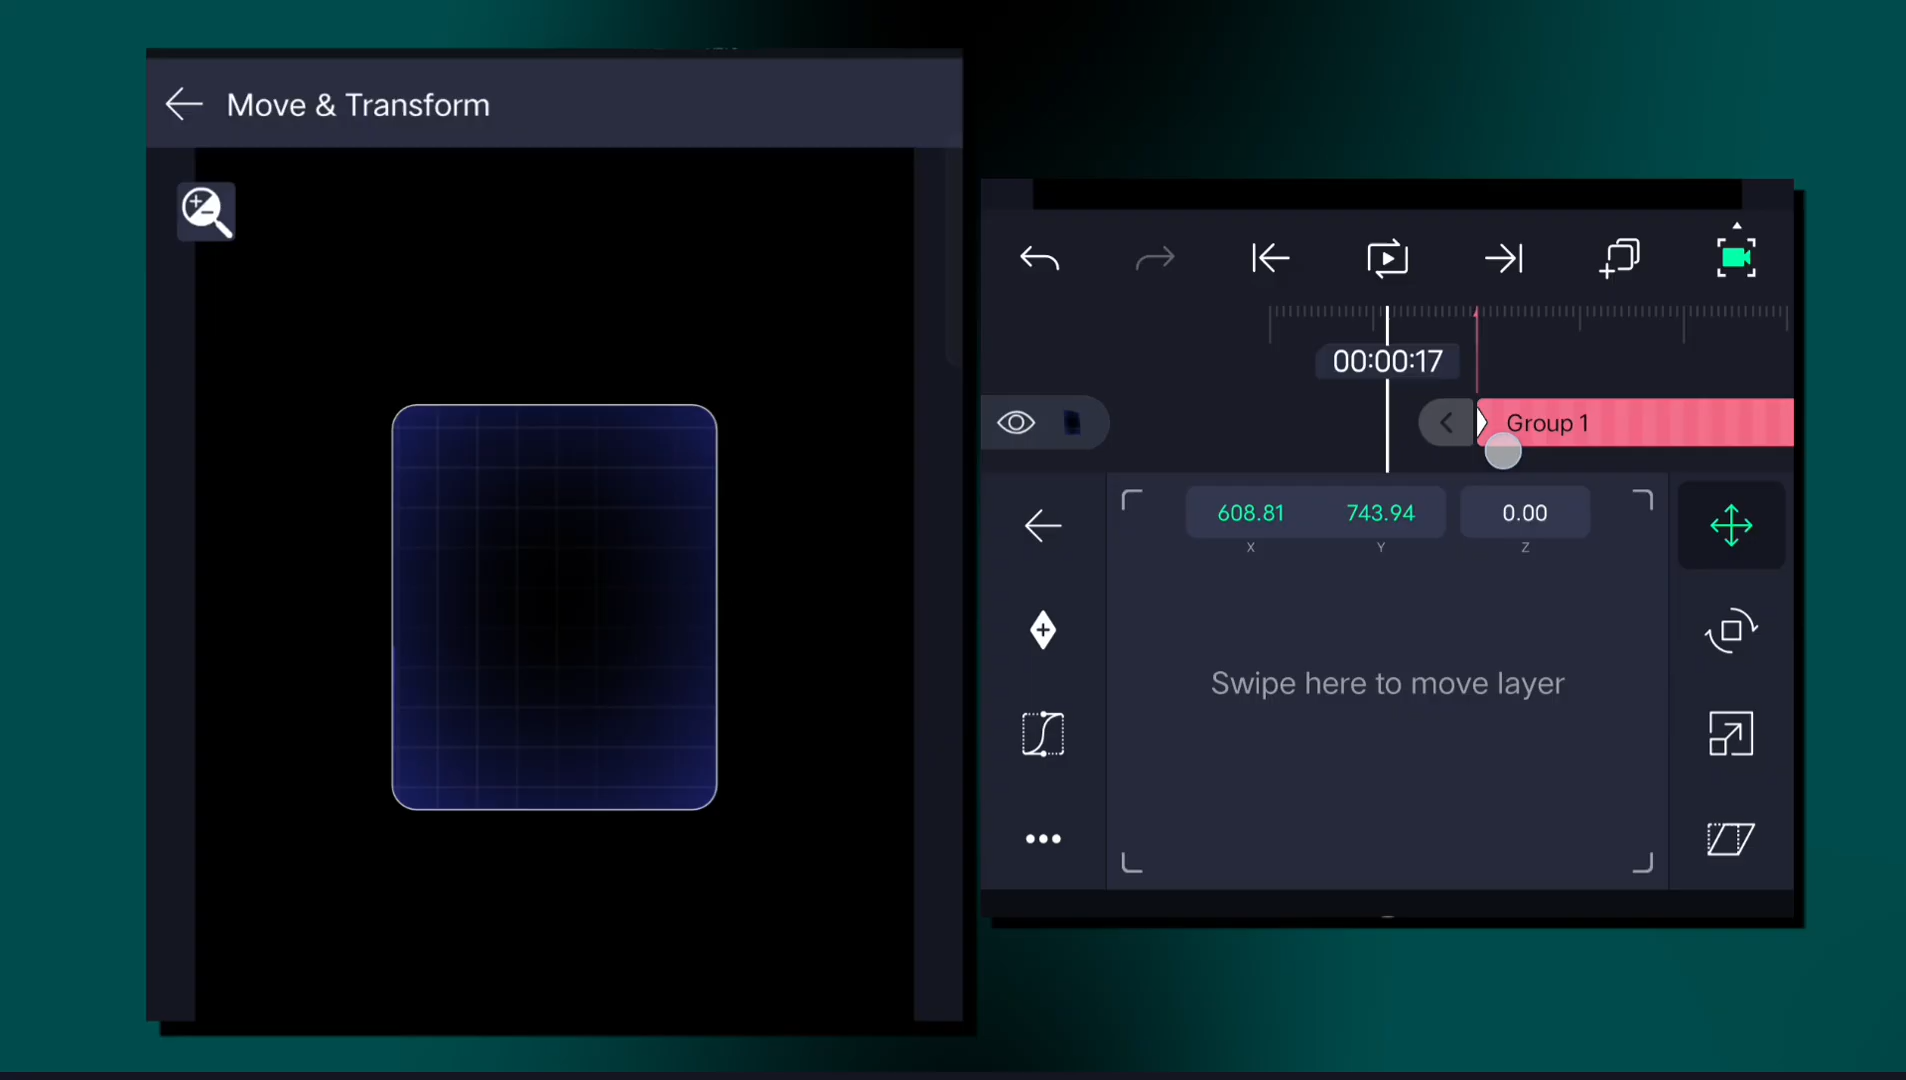 Move & Transform
00:00:17
Group 1
608.81 743.94 0.00
X Y Z
Swipe here to move layer